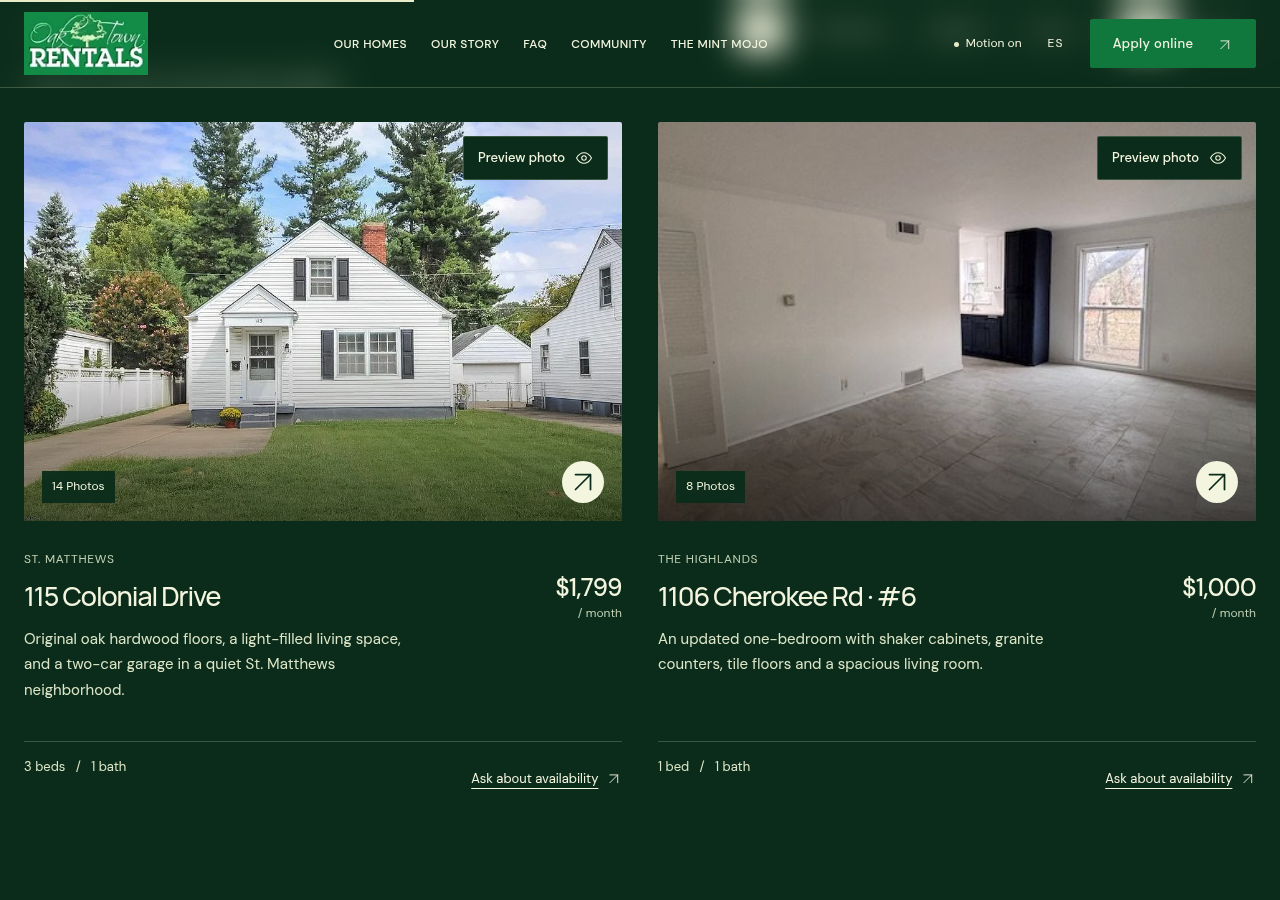 Oak Town
RENTALS
OUR HOMES
OUR STORY
FAQ
COMMUNITY
THE MINT MOJO
Motion on
ES
Apply online
Preview photo
Preview photo
115
14 Photos
8 Photos
ST. MATTHEWS
115 Colonial Drive
$1,799
/ month
Original oak hardwood floors, a light-filled living space,
and a two-car garage in a quiet St. Matthews
neighborhood.
3 beds / 1 bath
Ask about availability
THE HIGHLANDS
1106 Cherokee Rd · #6
$1,000
/ month
An updated one-bedroom with shaker cabinets, granite
counters, tile floors and a spacious living room.
1 bed / 1 bath
Ask about availability